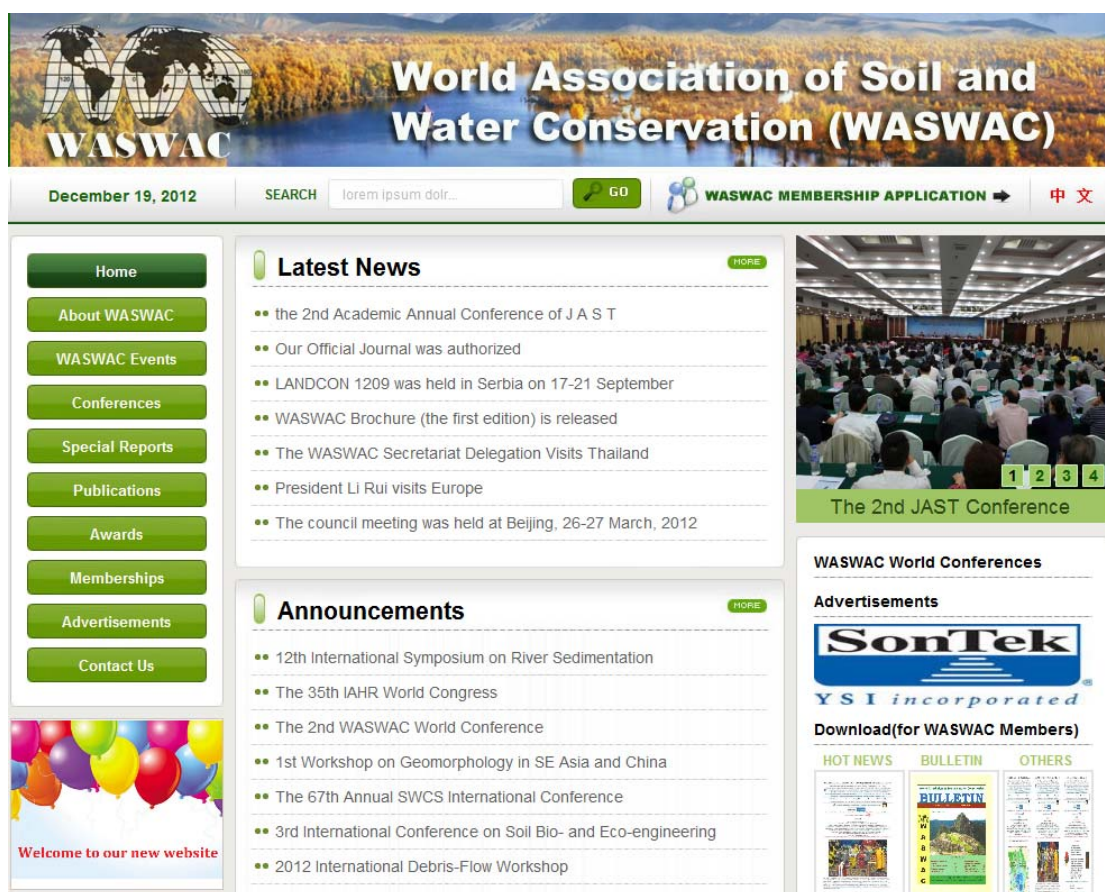 WASWAC
World Association of Soil and
Water Conservation (WASWAC)
December 19, 2012
SEARCH
lorem ipsum dolr...
GO
WASWAC MEMBERSHIP APPLICATION
中 文
Home
About WASWAC
WASWAC Events
Conferences
Special Reports
Publications
Awards
Memberships
Advertisements
Contact Us
Welcome to our new website
Latest News
MORE
the 2nd Academic Annual Conference of J A S T
Our Official Journal was authorized
LANDCON 1209 was held in Serbia on 17-21 September
WASWAC Brochure (the first edition) is released
The WASWAC Secretariat Delegation Visits Thailand
President Li Rui visits Europe
The council meeting was held at Beijing, 26-27 March, 2012
Announcements
MORE
12th International Symposium on River Sedimentation
The 35th IAHR World Congress
The 2nd WASWAC World Conference
1st Workshop on Geomorphology in SE Asia and China
The 67th Annual SWCS International Conference
3rd International Conference on Soil Bio- and Eco-engineering
2012 International Debris-Flow Workshop
1 2 3 4
The 2nd JAST Conference
WASWAC World Conferences
Advertisements
SonTek
®
YSI incorporated
Download(for WASWAC Members)
HOT NEWS
BULLETIN
OTHERS
BULLETIN